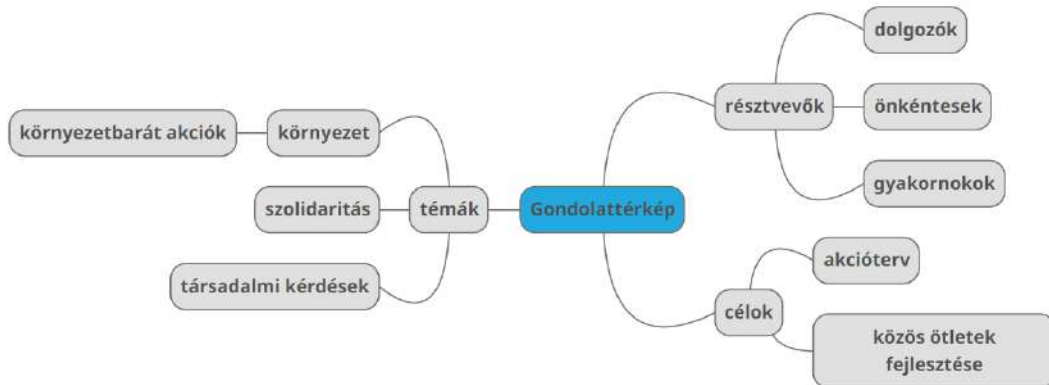 dolgozók
résztvevők
önkéntesek
környezetbarát akciók
környezet
gyakornokok
szolidaritás
témák
Gondolattérkép
akcióterv
társadalmi kérdések
célok
közös ötletek
fejlesztése